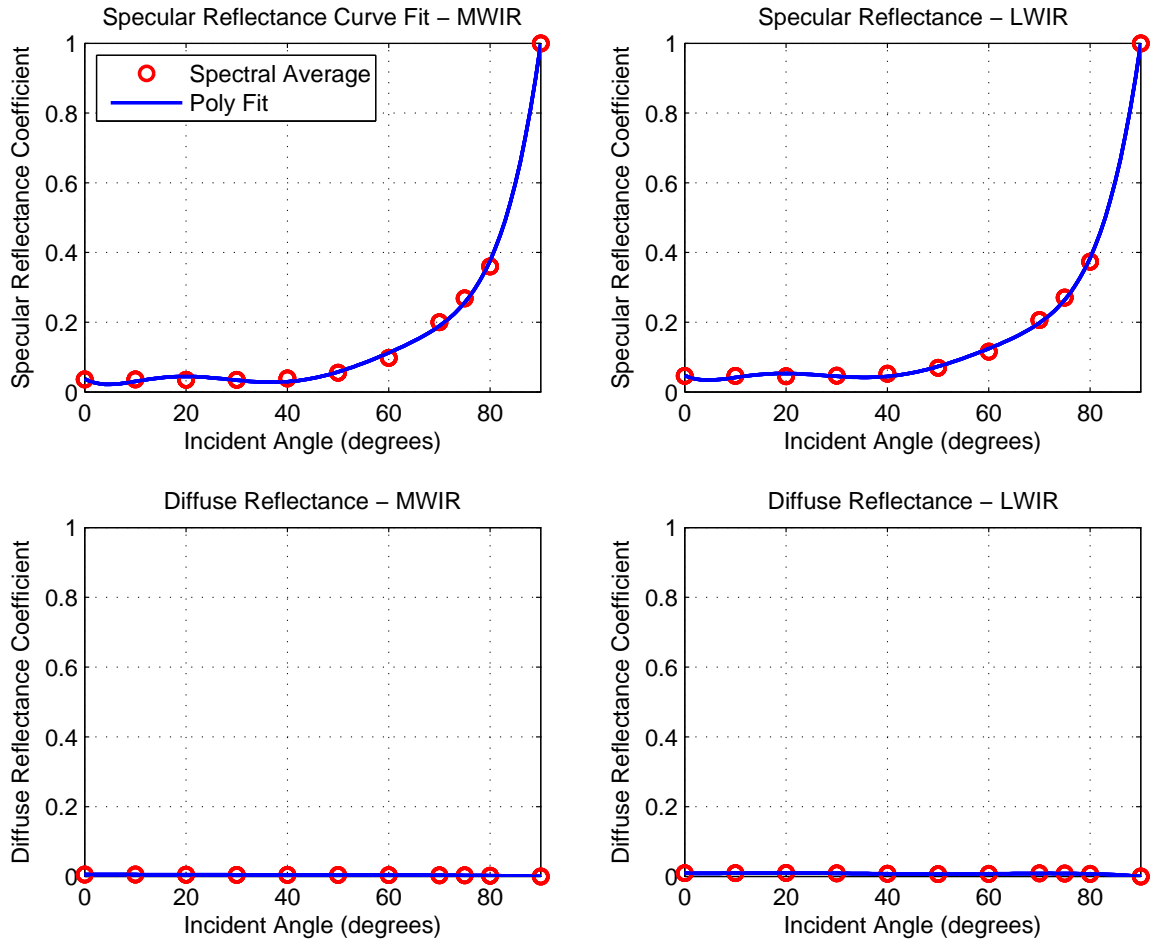 Specular Reflectance Curve Fit – MWIR
Specular Reflectance Coefficient
1
0.8
0.6
0.4
0.2
0
Spectral Average
Poly Fit
0 20 40 60 80
Incident Angle (degrees)
Specular Reflectance – LWIR
Specular Reflectance Coefficient
1
0.8
0.6
0.4
0.2
0
0 20 40 60 80
Incident Angle (degrees)
Diffuse Reflectance – MWIR
Diffuse Reflectance Coefficient
1
0.8
0.6
0.4
0.2
0
0 20 40 60 80
Incident Angle (degrees)
Diffuse Reflectance – LWIR
Diffuse Reflectance Coefficient
1
0.8
0.6
0.4
0.2
0
0 20 40 60 80
Incident Angle (degrees)